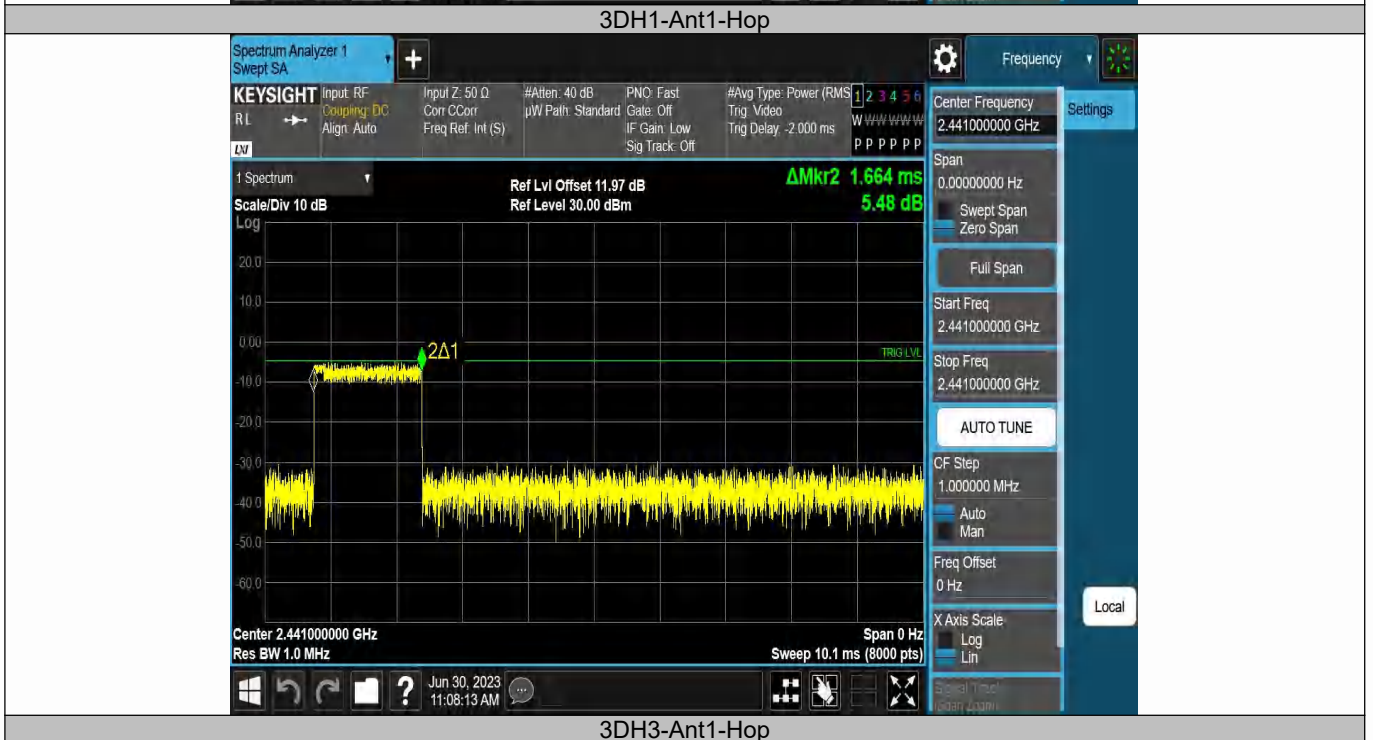 3DH1-Ant1-Hop
Spectrum Analyzer 1
Swept SA
+
Frequency
KEYSIGHT
Input: RF
Input Z: 50 Ω
#Atten: 40 dB
PNO: Fast
#Avg Type: Power (RMS
1 2 3 4 5 6
RL
Coupling: DC
Corr CCorr
µW Path: Standard
Gate: Off
Trig: Video
W W W W W W
Align: Auto
Freq Ref: Int (S)
IF Gain: Low
Trig Delay: -2.000 ms
Sig Track: Off
P P P P P P
LXI
Center Frequency
2.441000000 GHz
Settings
1 Spectrum
Ref Lvl Offset 11.97 dB
ΔMkr2 1.664 ms
Scale/Div 10 dB
Ref Level 30.00 dBm
5.48 dB
Log
20.0
10.0
0.00
-10.0
-20.0
-30.0
-40.0
-50.0
-60.0
2Δ1
TRIG LVL
Span
0.00000000 Hz
Swept Span
Zero Span
Full Span
Start Freq
2.441000000 GHz
Stop Freq
2.441000000 GHz
AUTO TUNE
CF Step
1.000000 MHz
Auto
Man
Freq Offset
0 Hz
Local
X Axis Scale
Log
Lin
Center 2.441000000 GHz
Span 0 Hz
Res BW 1.0 MHz
Sweep 10.1 ms (8000 pts)
?
Jun 30, 2023
11:08:13 AM
3DH3-Ant1-Hop